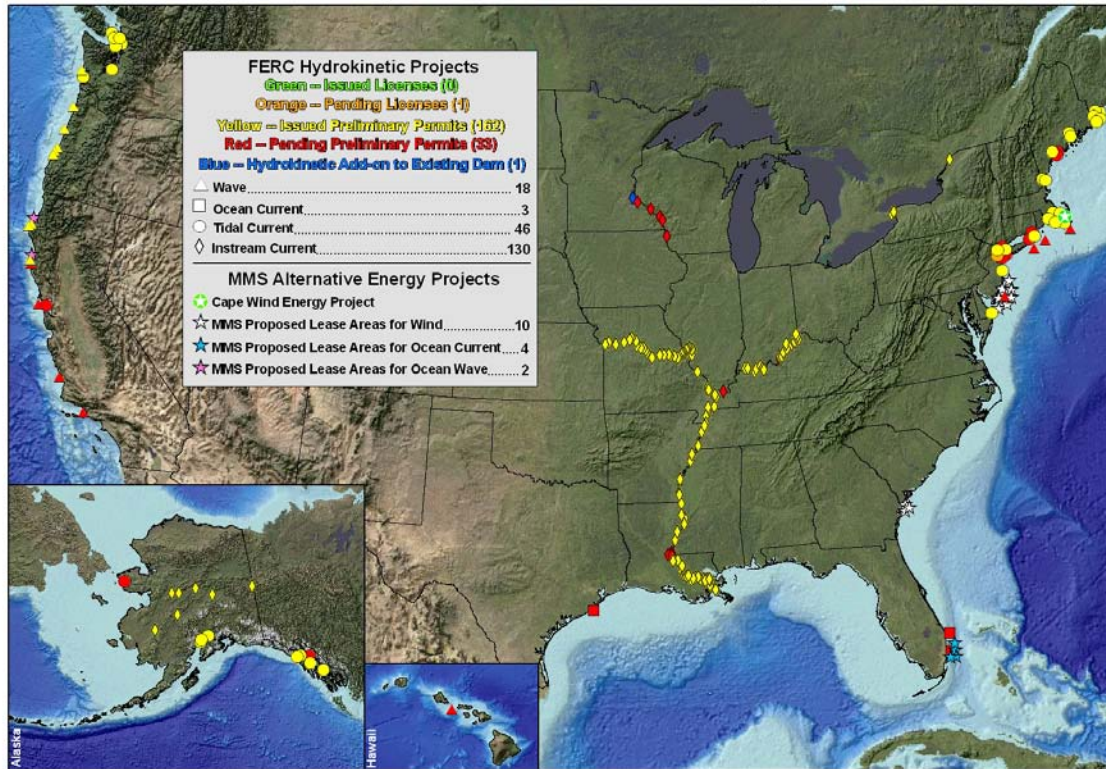 FERC Hydrokinetic Projects
Green -- Issued Licenses (0)
Orange -- Pending Licenses (1)
Yellow -- Issued Preliminary Permits (162)
Red -- Pending Preliminary Permits (33)
Blue -- Hydrokinetic Add-on to Existing Dam (1)
Wave 18
Ocean Current 3
Tidal Current 46
Instream Current 130
MMS Alternative Energy Projects
Cape Wind Energy Project
MMS Proposed Lease Areas for Wind 10
MMS Proposed Lease Areas for Ocean Current 4
MMS Proposed Lease Areas for Ocean Wave 2
Alaska
Hawaii